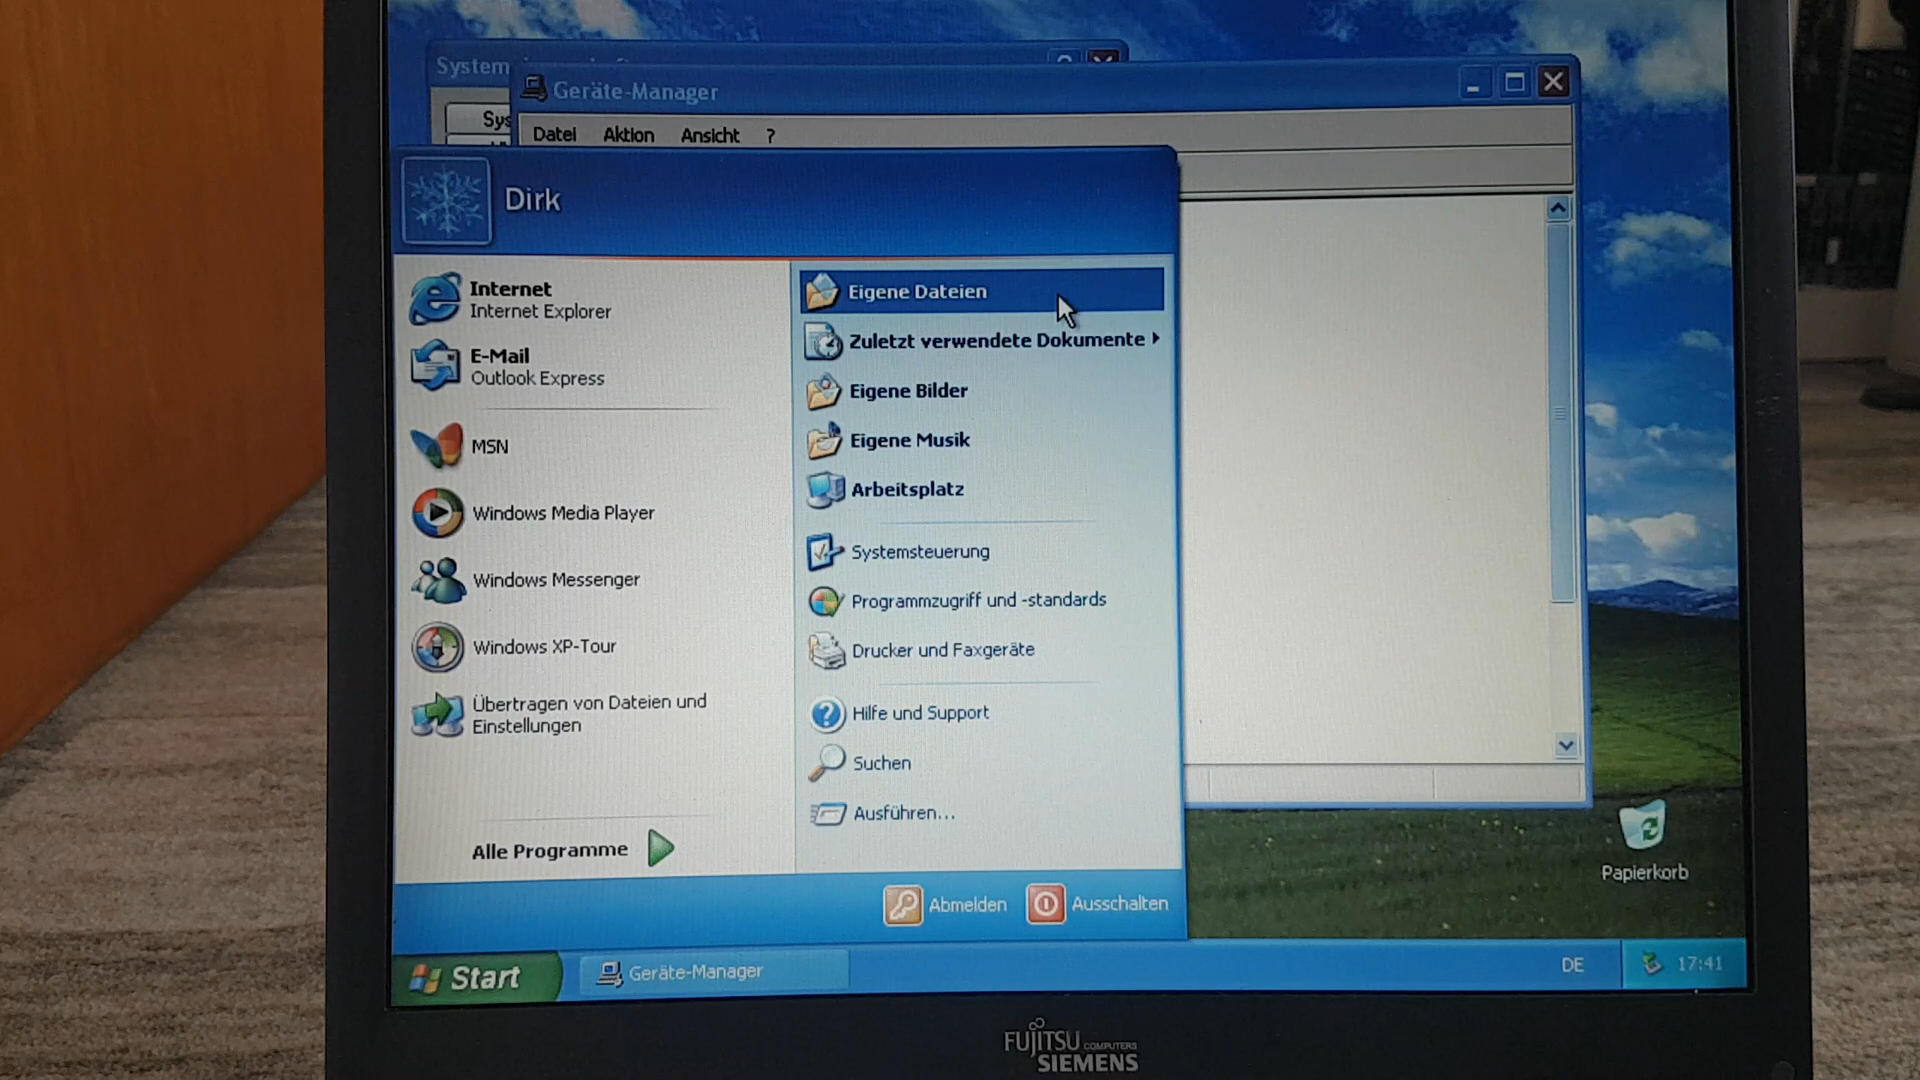 System
Geräte-Manager
Sys
Datei Aktion Ansicht ?
Dirk
Internet
Internet Explorer
E-Mail
Outlook Express
MSN
Windows Media Player
Windows Messenger
Windows XP-Tour
Übertragen von Dateien und
Einstellungen
Alle Programme
Eigene Dateien
Zuletzt verwendete Dokumente
Eigene Bilder
Eigene Musik
Arbeitsplatz
Systemsteuerung
Programmzugriff und -standards
Drucker und Faxgeräte
Hilfe und Support
Suchen
Ausführen...
Abmelden Ausschalten
Papierkorb
Start Geräte-Manager DE 17:41
FUJITSU COMPUTERS
SIEMENS